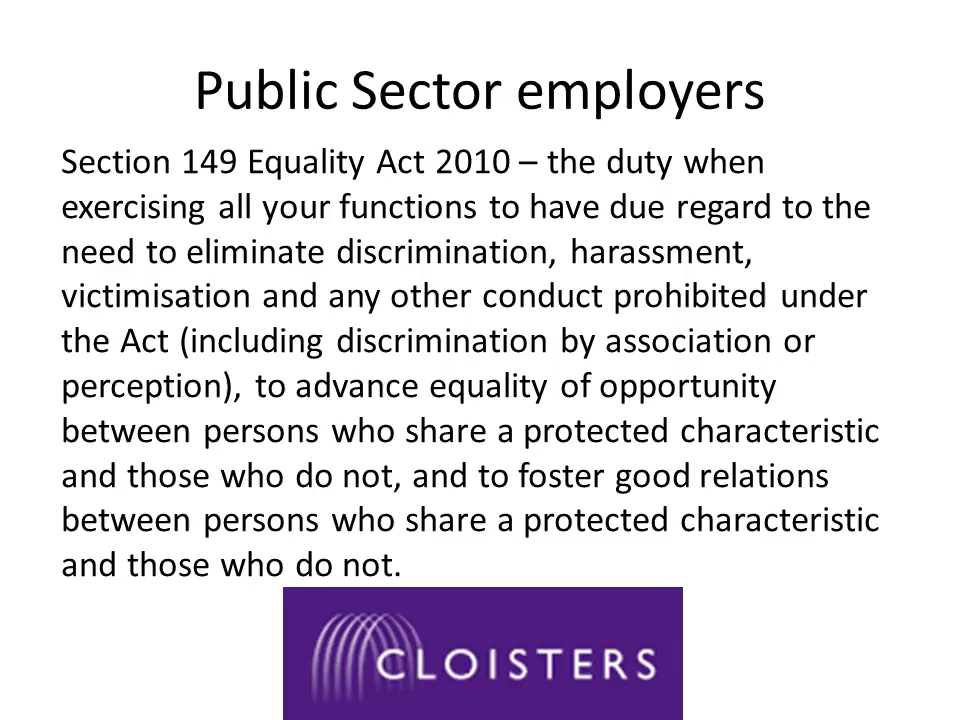 Public Sector employers
Section 149 Equality Act 2010 – the duty when
exercising all your functions to have due regard to the
need to eliminate discrimination, harassment,
victimisation and any other conduct prohibited under
the Act (including discrimination by association or
perception), to advance equality of opportunity
between persons who share a protected characteristic
and those who do not, and to foster good relations
between persons who share a protected characteristic
and those who do not.
CLOISTERS